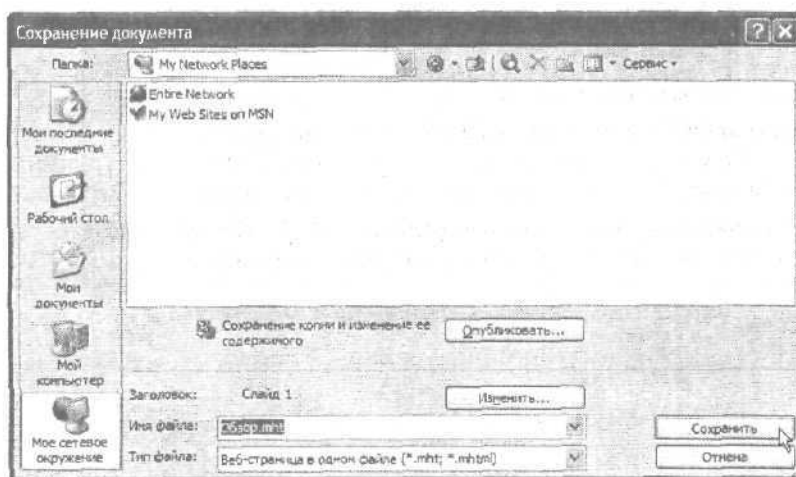 Сохранение документа
Папка:
My Network Places
Сервис
Entire Network
My Web Sites on MSN
Мои последние
документы
Рабочий стол
Мои
документы
Мой
компьютер
Мое сетевое
окружение
Сохранение копии и изменение ее
содержимого
Опубликовать...
Заголовок:
Слайд 1
Изменить...
Имя файла:
Обзор.mht
Сохранить
Тип файла:
Веб-страница в одном файле (*.mht; *.mhtml)
Отмена